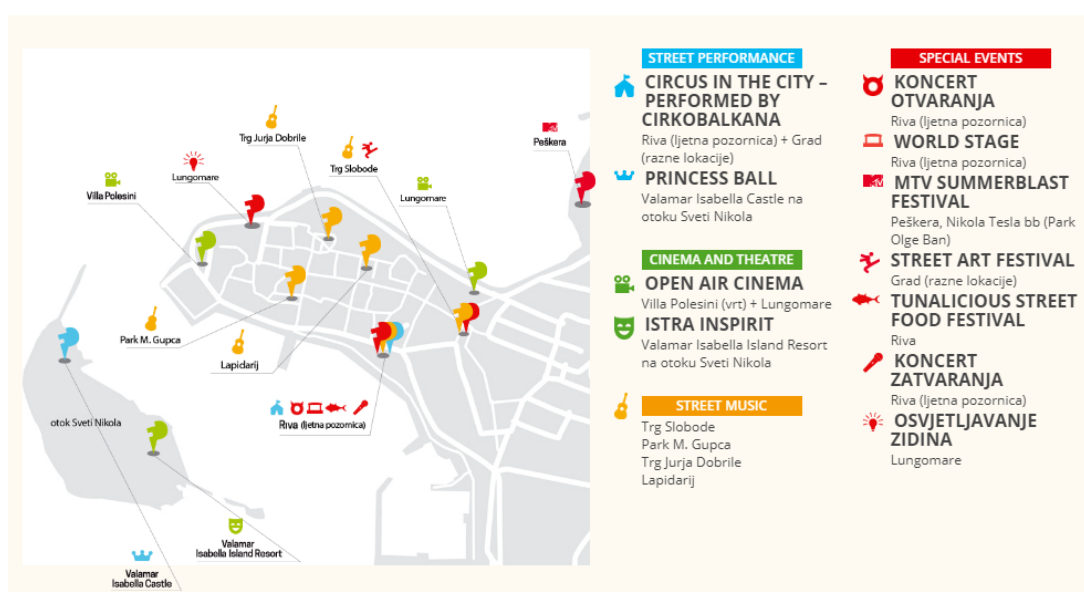 Trg Jurja Dobrile
Trg Slobode
MTV
Peškera
Lungomare
Villa Polesini
Lungomare
Park M. Gupca
Lapidarij
otok Sveti Nikola
Riva (ljetna pozornica)
Valamar
Isabella Island Resort
Valamar
Isabella Castle
STREET PERFORMANCE
CIRCUS IN THE CITY –
PERFORMED BY
CIRKOBALKANA
Riva (ljetna pozornica) + Grad
(razne lokacije)
PRINCESS BALL
Valamar Isabella Castle na
otoku Sveti Nikola
CINEMA AND THEATRE
OPEN AIR CINEMA
Villa Polesini (vrt) + Lungomare
ISTRA INSPIRIT
Valamar Isabella Island Resort
na otoku Sveti Nikola
STREET MUSIC
Trg Slobode
Park M. Gupca
Trg Jurja Dobrile
Lapidarij
SPECIAL EVENTS
KONCERT
OTVARANJA
Riva (ljetna pozornica)
WORLD STAGE
Riva (ljetna pozornica)
MTV
MTV SUMMERBLAST
FESTIVAL
Peškera, Nikola Tesla bb (Park
Olge Ban)
STREET ART FESTIVAL
Grad (razne lokacije)
TUNALICIOUS STREET
FOOD FESTIVAL
Riva
KONCERT
ZATVARANJA
Riva (ljetna pozornica)
OSVJETLJAVANJE
ZIDINA
Lungomare